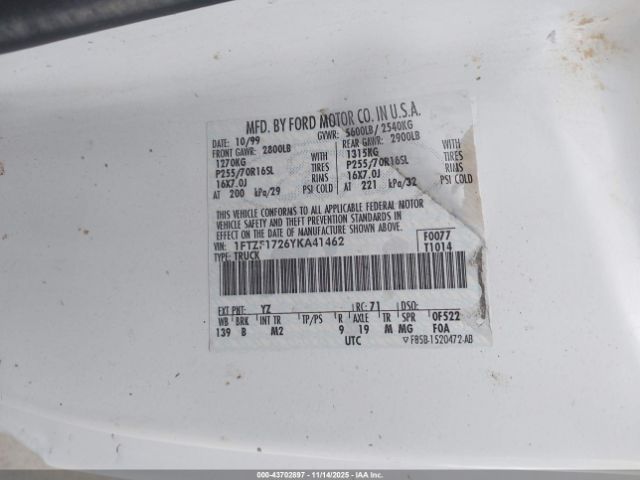 MFD. BY FORD MOTOR CO. IN U.S.A.
DATE: 10/99 GVWR: 5600LB/ 2540KG
FRONT GAWR: 2800LB REAR GAWR: 2900LB
1270KG WITH 1315KG WITH
P255/70R16SL TIRES P255/70R16SL TIRES
16X7.0J RIMS 16X7.0J RIMS
AT 200 kPa/29 PSI COLD AT 221 kPa/32 PSI COLD
THIS VEHICLE CONFORMS TO ALL APPLICABLE FEDERAL MOTOR
VEHICLE SAFETY AND THEFT PREVENTION STANDARDS IN
EFFECT ON THE DATE OF MANUFACTURE SHOWN ABOVE.
VIN: 1FTZF1726YKA41462 F0077
TYPE: TRUCK T1014
EXT PNT: YZ RC: 71 DSO:
WB BRK INT TR TP/PS R AXLE TR SPR OF522
139 B M2 9 19 M MG F0A
UTC F85B-1520472-AB
000-43702697 - 11/14/2025 - IAAI.COM